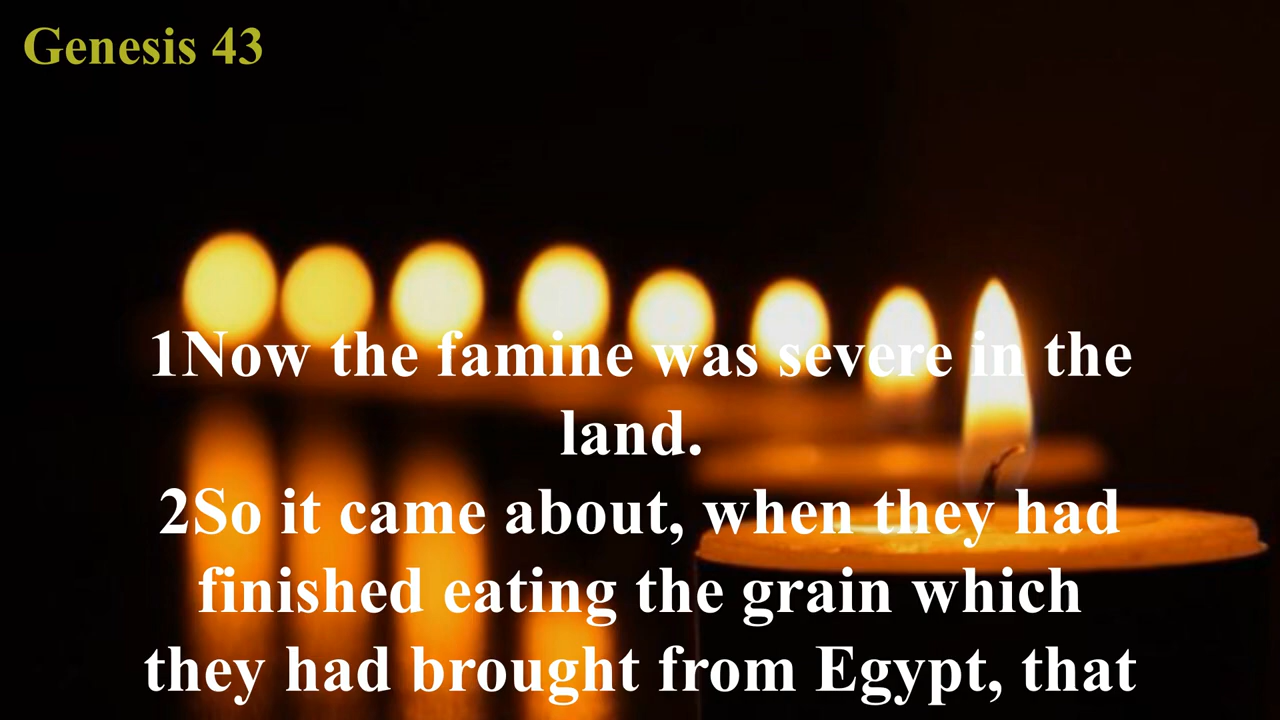 Genesis 43
1Now the famine was severe in the
land.
2So it came about, when they had
finished eating the grain which
they had brought from Egypt, that